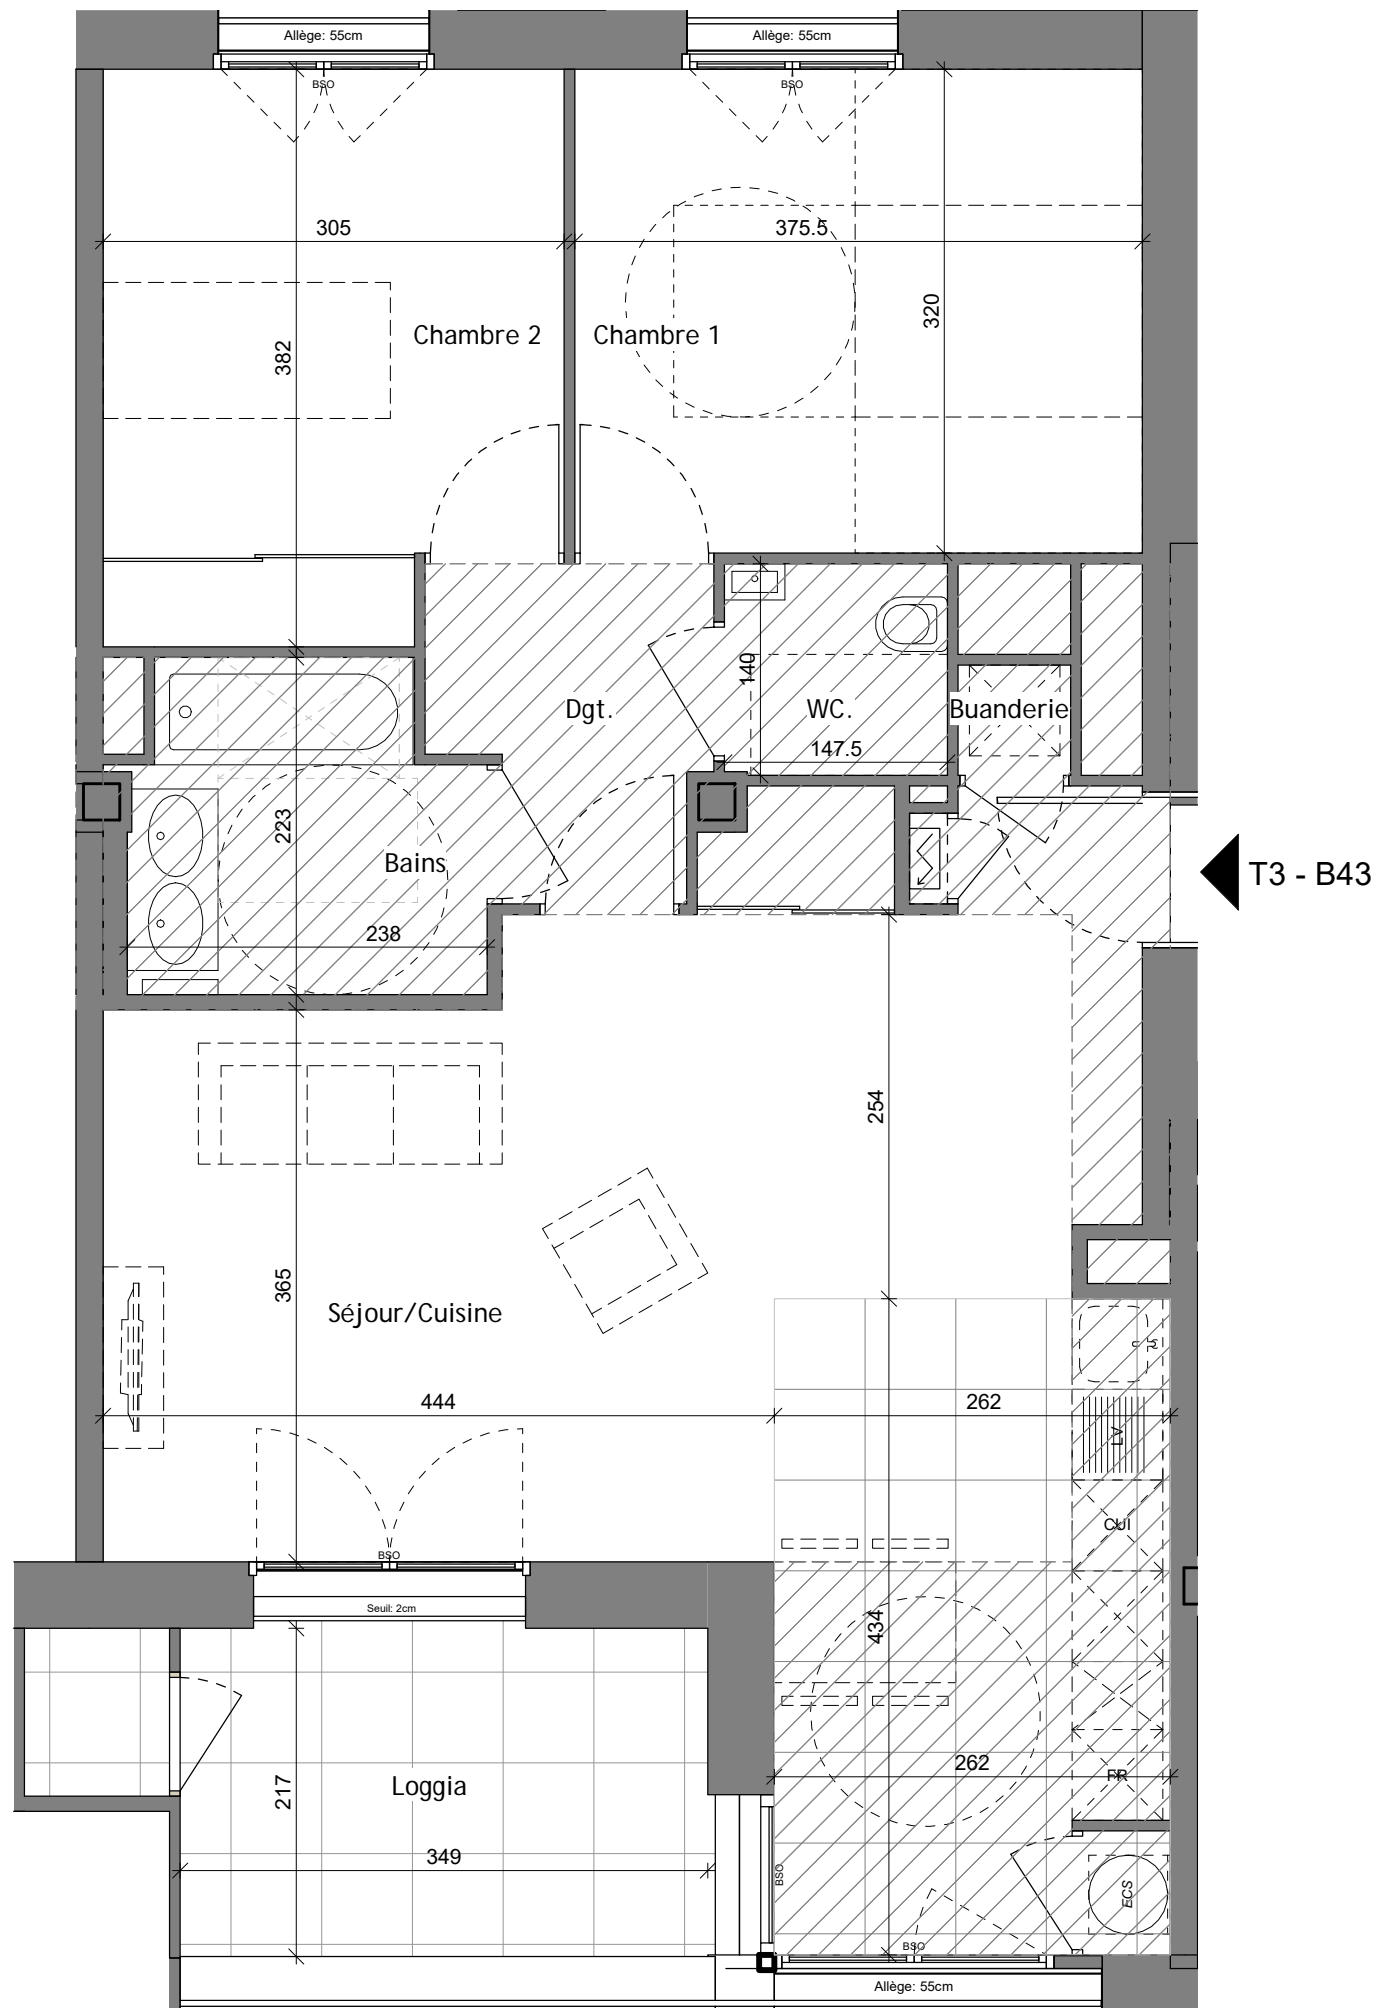 Allège: 55cm
Allège: 55cm
BSO
BSO
305
375.5
382
320
Chambre 2
Chambre 1
140
Dgt.
WC.
Buanderie
147.5
223
Bains
T3 - B43
238
254
365
Séjour/Cuisine
444
262
LV
CUI
BSO
Seuil: 2cm
434
262
FR
217
Loggia
349
BSO
ECS
BSO
Allège: 55cm